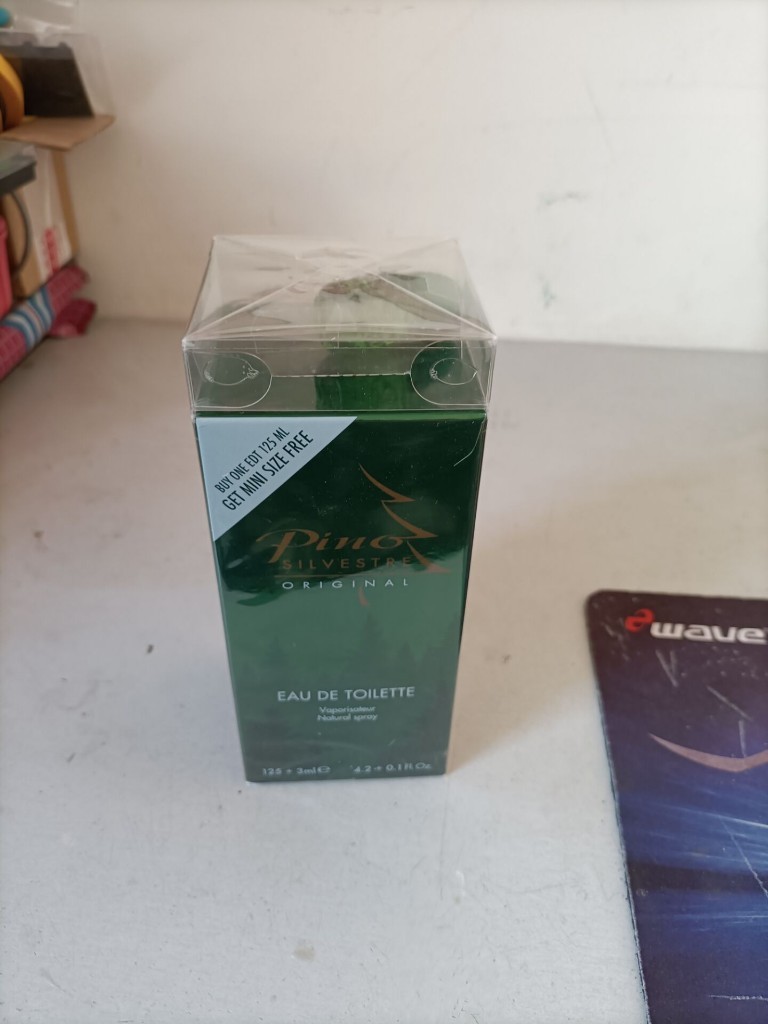 BUY ONE EDT 125 ML
GET MINI SIZE FREE
Pino
SILVESTRE
ORIGINAL
EAU DE TOILETTE
Vaporisateur
Natural spray
125 + 3ml e 4.2 + 0.1 Fl. Oz.
wave